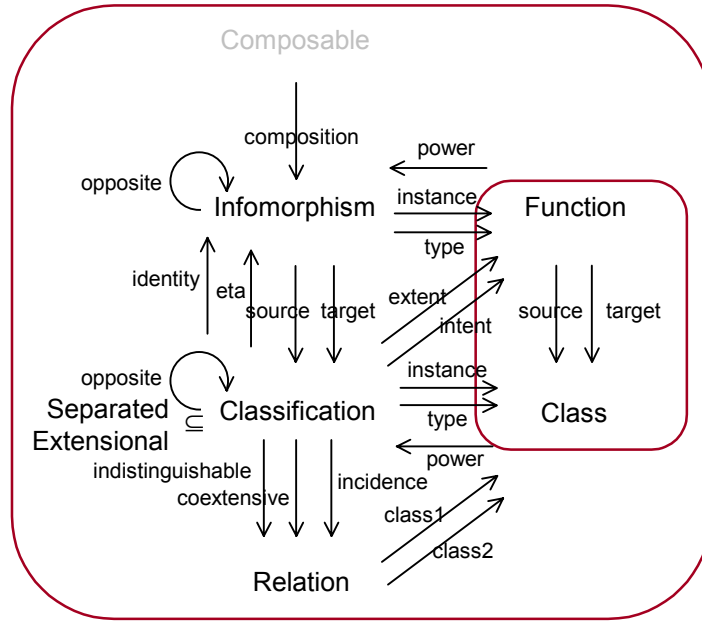 Composable
composition
power
opposite
Infomorphism
instance
Function
type
identity
eta
source
target
extent
intent
source
target
opposite
instance
Separated
Extensional
⊆
Classification
type
Class
power
indistinguishable
coextensive
incidence
class1
class2
Relation